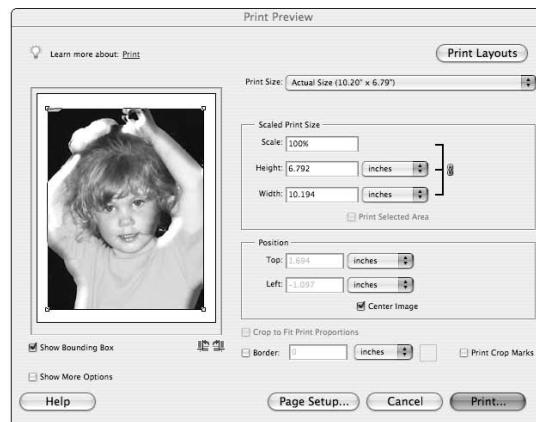 Print Preview
Learn more about: Print
Print Layouts
Print Size: Actual Size (10.20" x 6.79")
Scaled Print Size
Scale: 100%
Height: 6.792 inches
Width: 10.194 inches
Print Selected Area
Position
Top: 1.694 inches
Left: -1.097 inches
Center Image
Crop to Fit Print Proportions
Show Bounding Box
Border: 0 inches
Print Crop Marks
Show More Options
Help
Page Setup...
Cancel
Print...